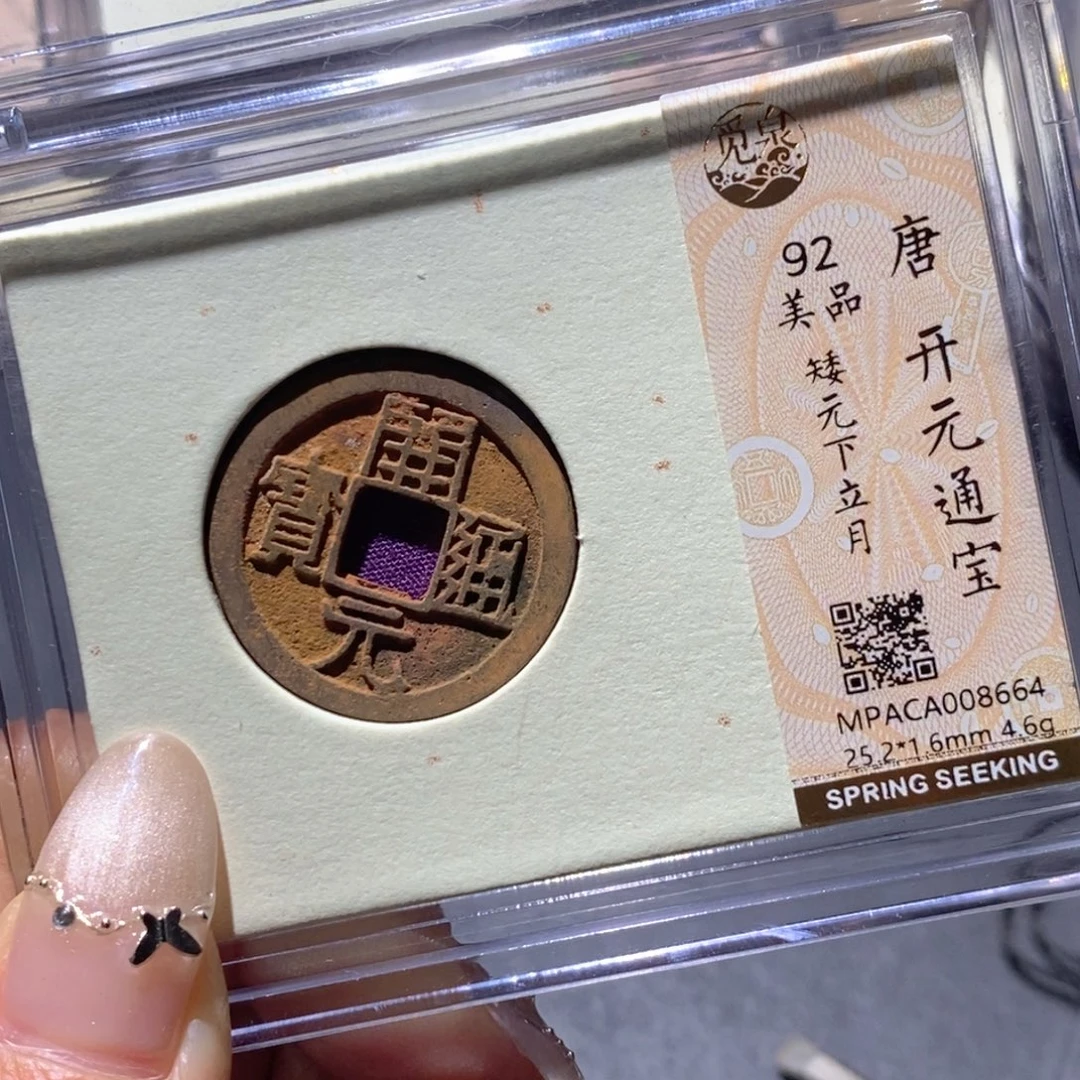 開
元
通
寶
觅泉
唐 开元通宝
92
美品
矮元下立月
MPACA008664
25.2*1.6mm 4.6g
SPRING SEEKING